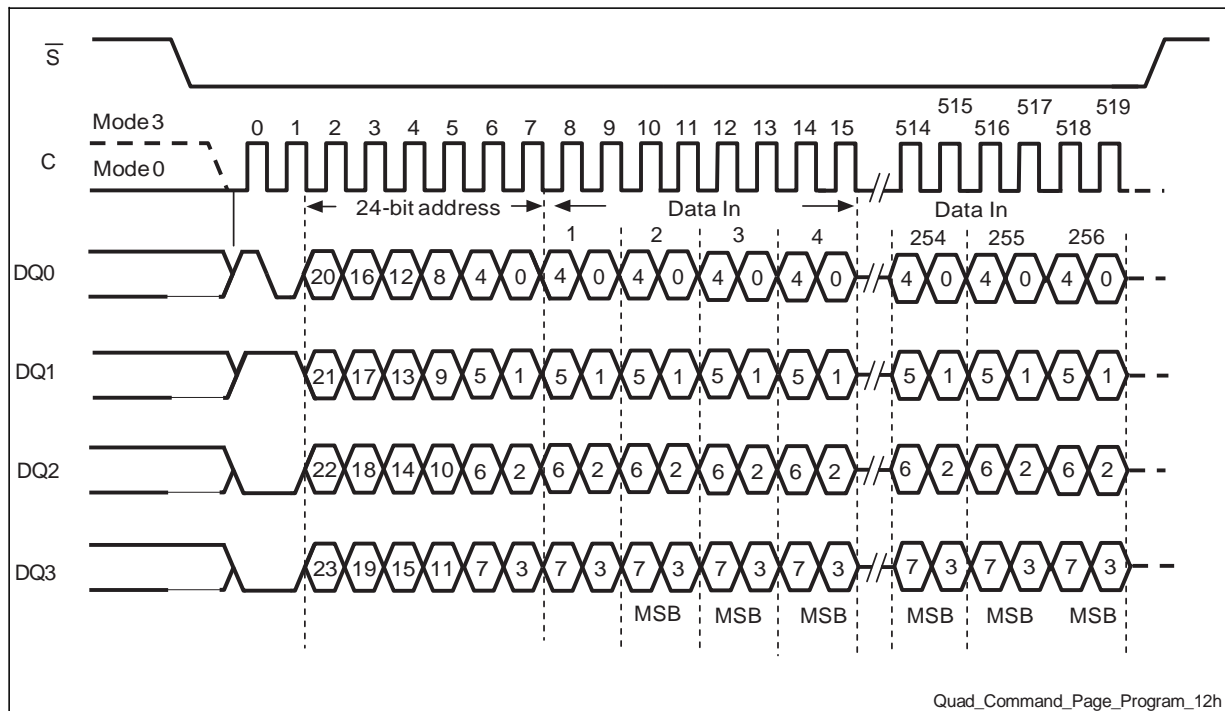 S
Mode 3
C
Mode 0
0 1 2 3 4 5 6 7 8 9 10 11 12 13 14 15 514 515 516 517 518 519
24-bit address Data In Data In
1 2 3 4 254 255 256
DQ0 20 16 12 8 4 0 4 0 4 0 4 0 4 0 4 0 4 0 4 0
DQ1 21 17 13 9 5 1 5 1 5 1 5 1 5 1 5 1 5 1 5 1
DQ2 22 18 14 10 6 2 6 2 6 2 6 2 6 2 6 2 6 2 6 2
DQ3 23 19 15 11 7 3 7 3 7 3 7 3 7 3 7 3 7 3 7 3
MSB MSB MSB MSB MSB MSB
Quad_Command_Page_Program_12h